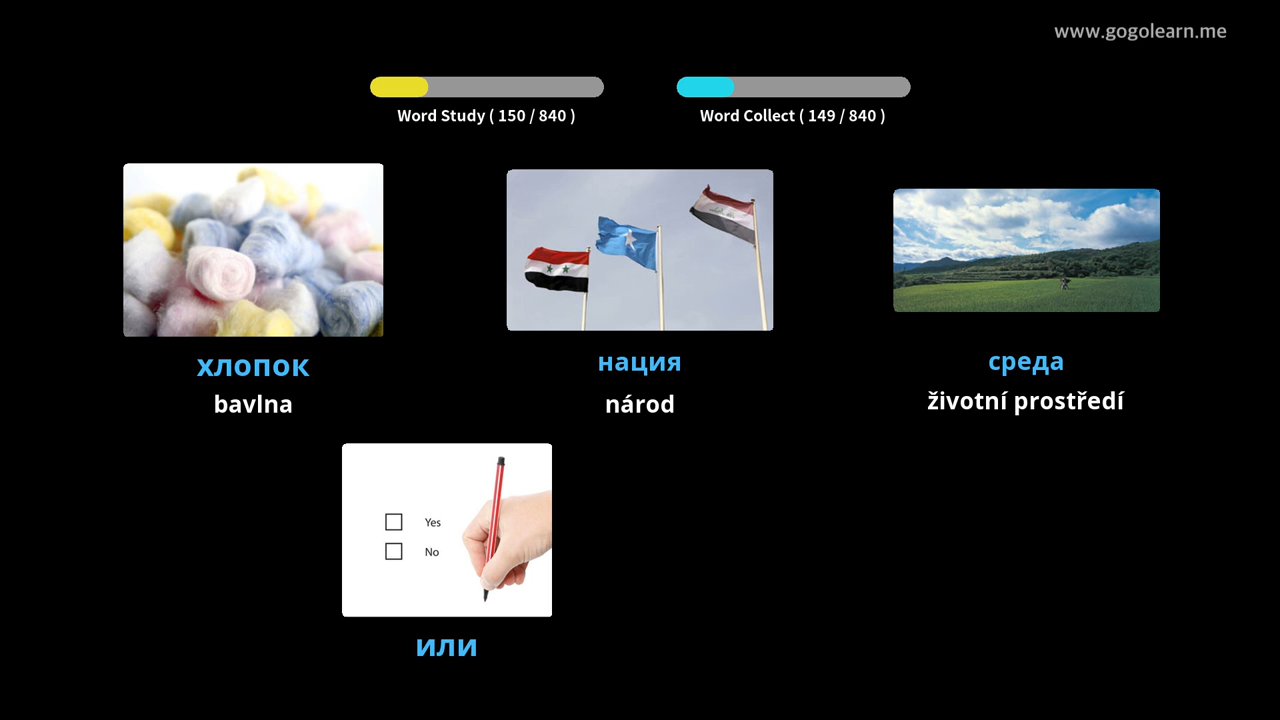 www.gogolearn.me
Word Study ( 150 / 840 )
Word Collect ( 149 / 840 )
хлопок
нация
среда
bavlna
národ
životní prostředí
Yes
No
или